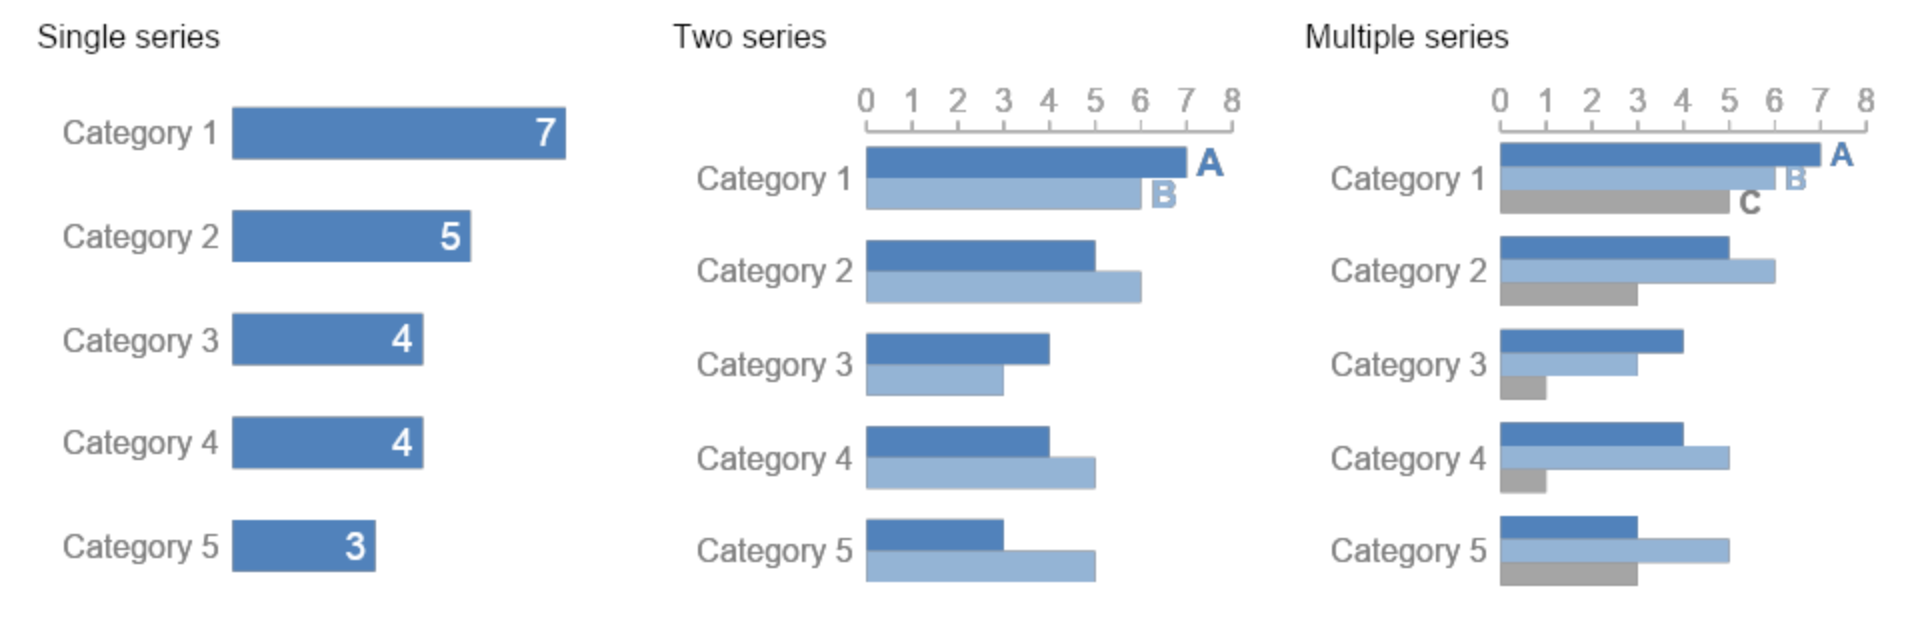 Single series
Category 1 7
Category 2 5
Category 3 4
Category 4 4
Category 5 3
Two series
0 1 2 3 4 5 6 7 8
Category 1 A
B
Category 2
Category 3
Category 4
Category 5
Multiple series
0 1 2 3 4 5 6 7 8
Category 1 A
B
C
Category 2
Category 3
Category 4
Category 5